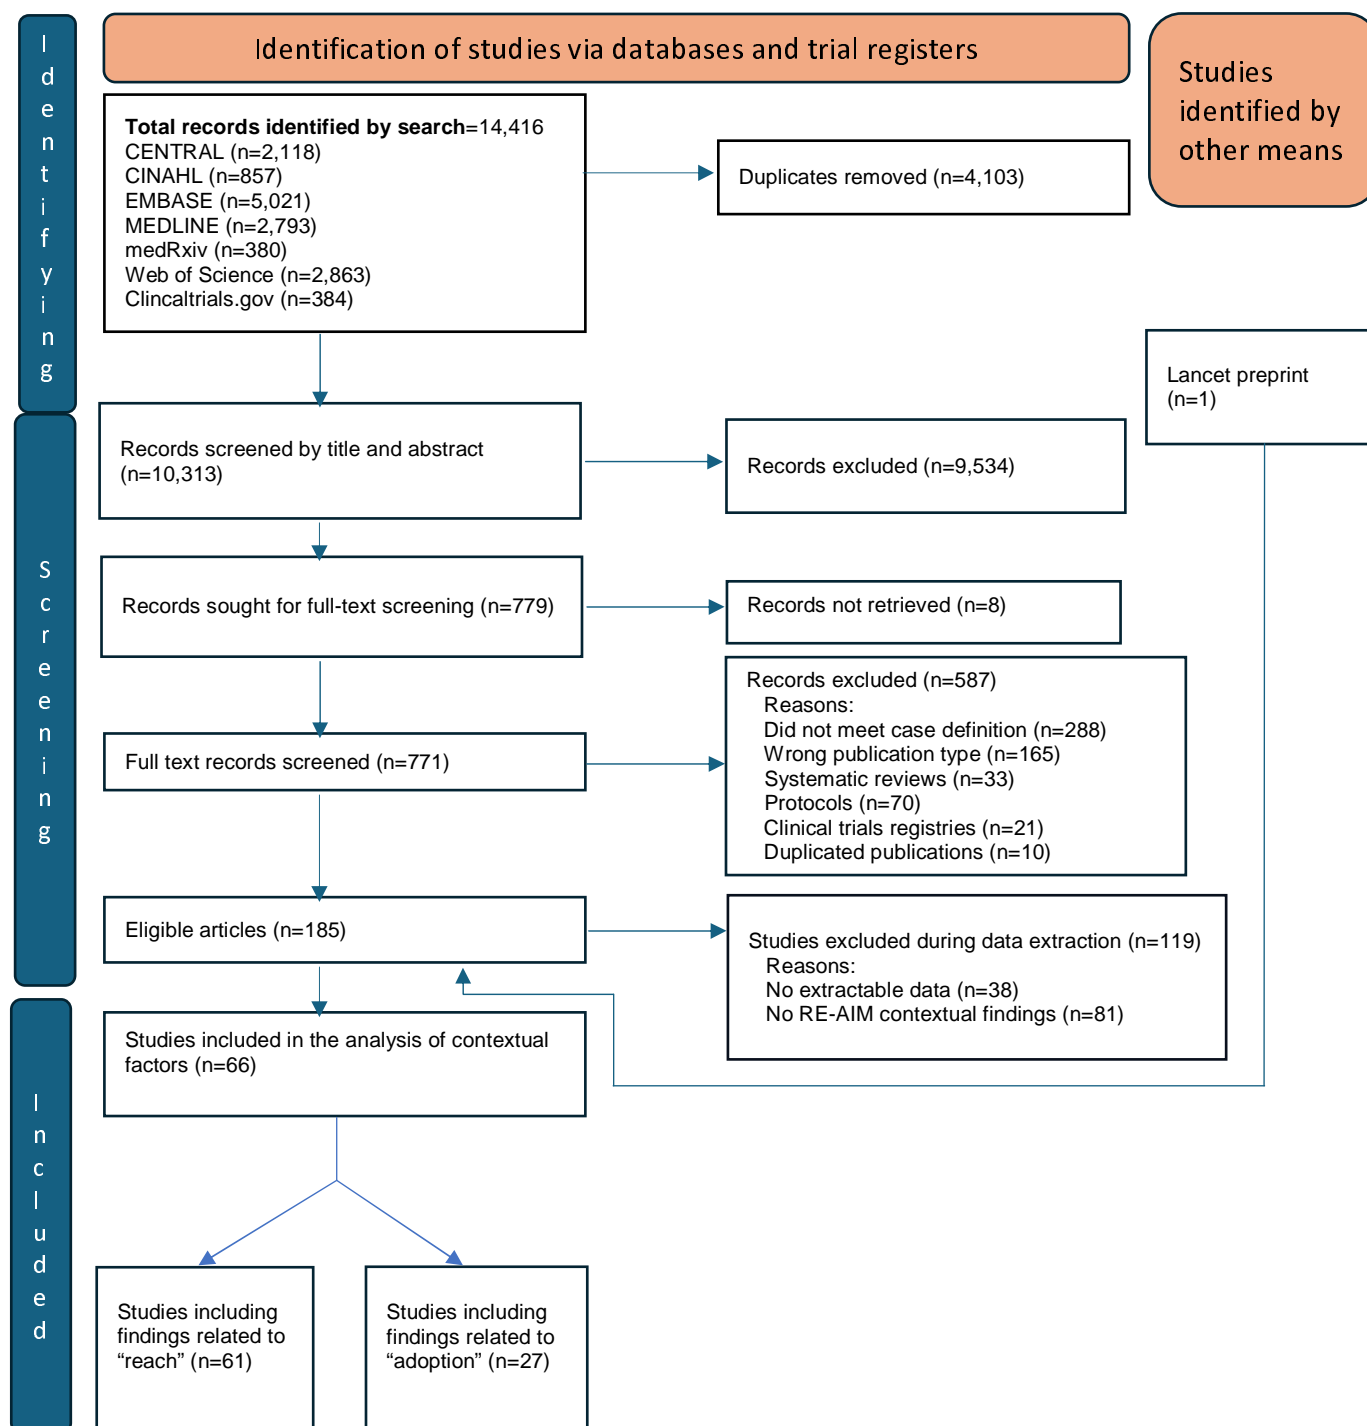 Identifying
Identification of studies via databases and trial registers
Studies
identified by
other means
Total records identified by search=14,416
CENTRAL (n=2,118)
CINAHL (n=857)
EMBASE (n=5,021)
MEDLINE (n=2,793)
medRxiv (n=380)
Web of Science (n=2,863)
Clincaltrials.gov (n=384)
Duplicates removed (n=4,103)
Lancet preprint
(n=1)
Screening
Records screened by title and abstract
(n=10,313)
Records excluded (n=9,534)
Records sought for full-text screening (n=779)
Records not retrieved (n=8)
Full text records screened (n=771)
Records excluded (n=587)
Reasons:
Did not meet case definition (n=288)
Wrong publication type (n=165)
Systematic reviews (n=33)
Protocols (n=70)
Clinical trials registries (n=21)
Duplicated publications (n=10)
Eligible articles (n=185)
Studies excluded during data extraction (n=119)
Reasons:
No extractable data (n=38)
No RE-AIM contextual findings (n=81)
Included
Studies included in the analysis of contextual
factors (n=66)
Studies including
findings related to
“reach” (n=61)
Studies including
findings related to
“adoption” (n=27)